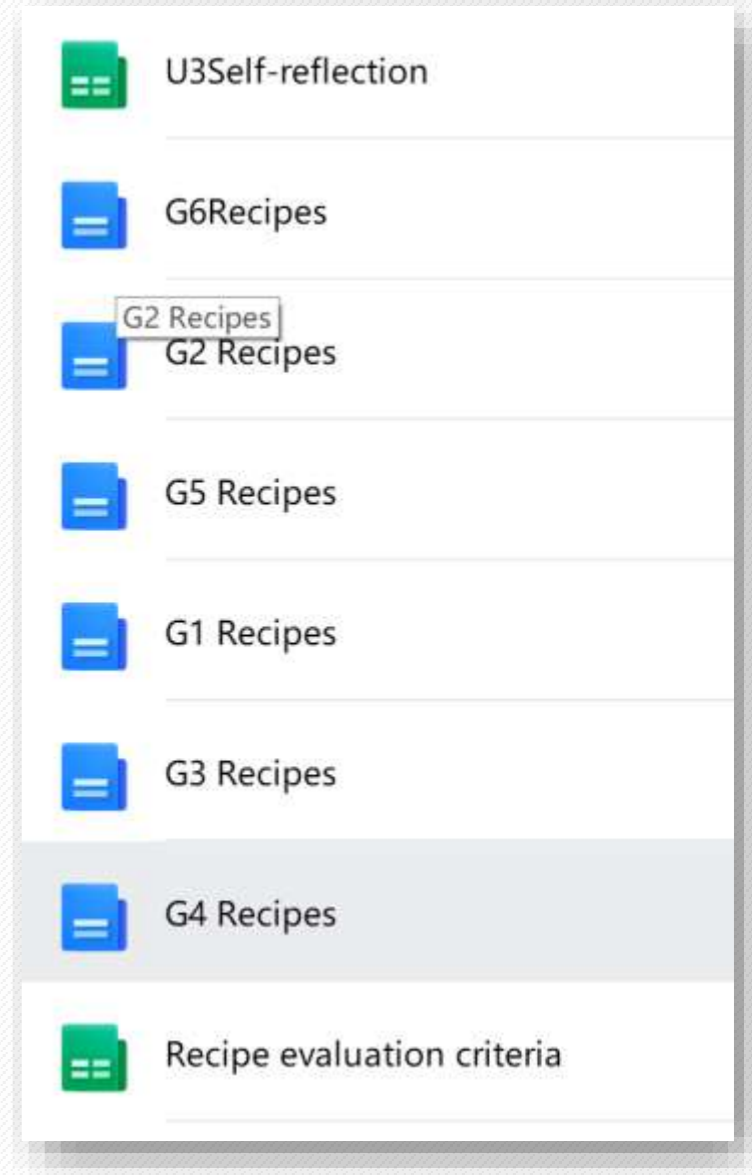 U3Self-reflection
G6Recipes
G2 Recipes
G2 Recipes
G5 Recipes
G1 Recipes
G3 Recipes
G4 Recipes
Recipe evaluation criteria